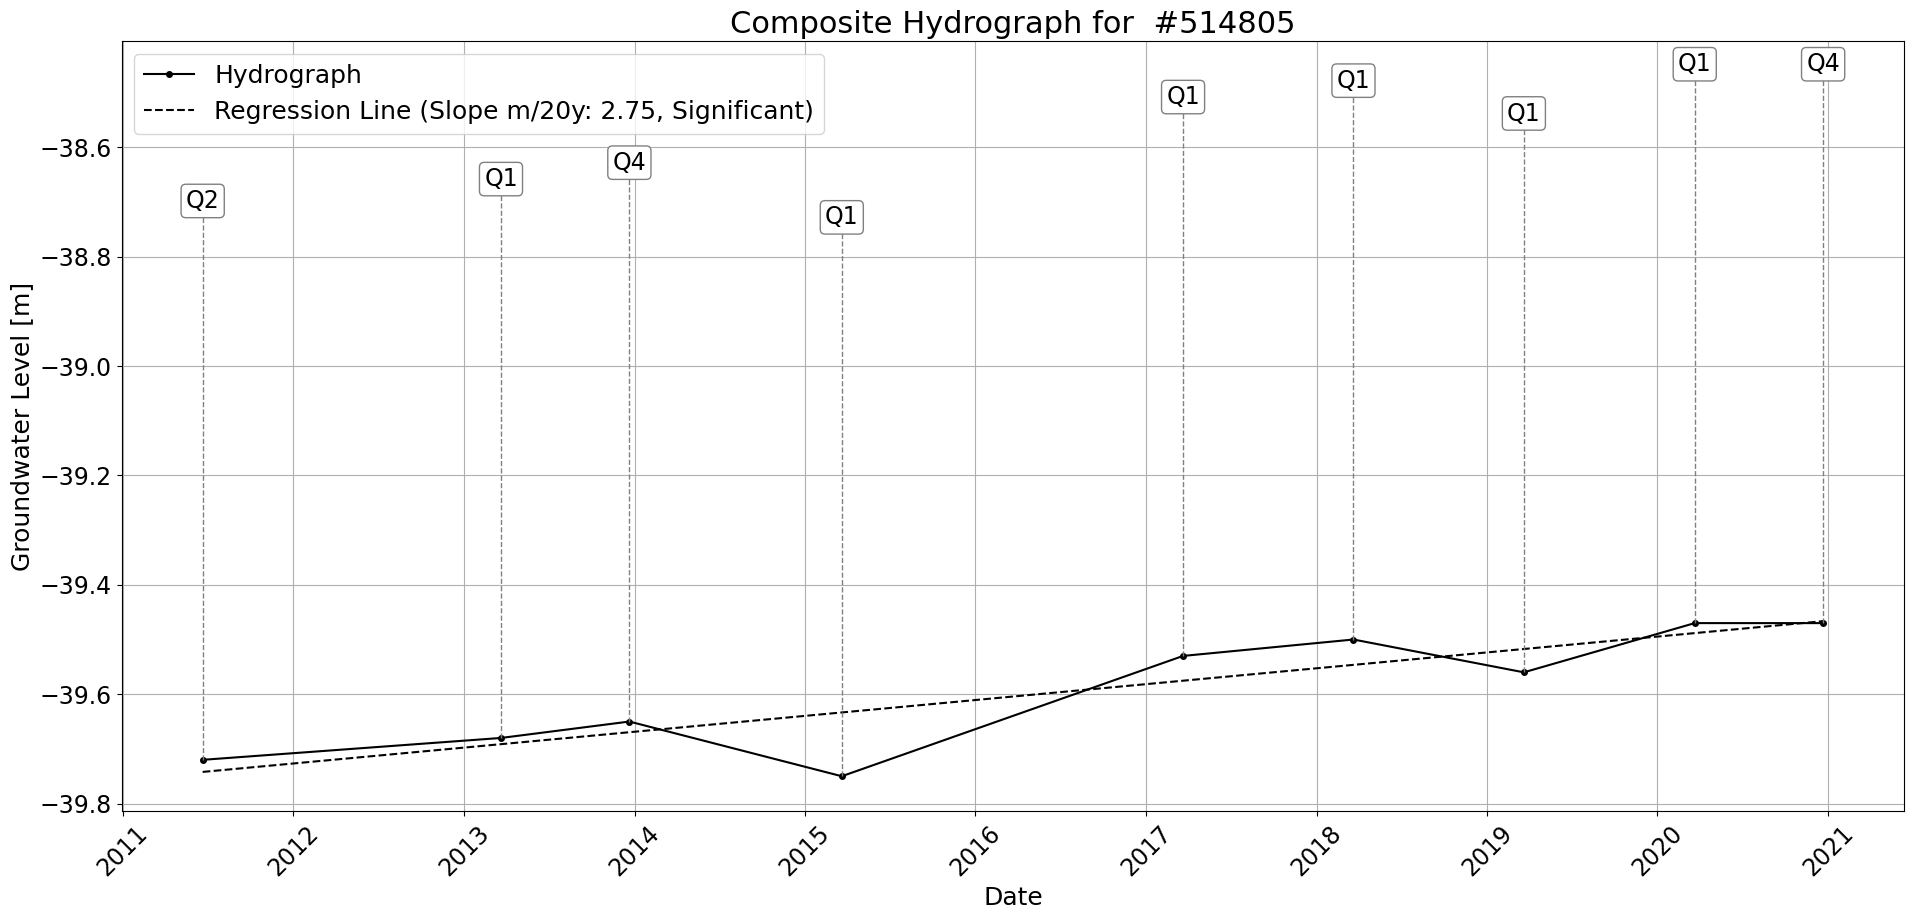 Composite Hydrograph for  #514805
Hydrograph
Regression Line (Slope m/20y: 2.75, Significant)
Q2
Q1
Q4
Q1
Q1
Q1
Q1
Q1
Q4
Groundwater Level [m]
−38.6
−38.8
−39.0
−39.2
−39.4
−39.6
−39.8
2011
2012
2013
2014
2015
2016
2017
2018
2019
2020
2021
Date